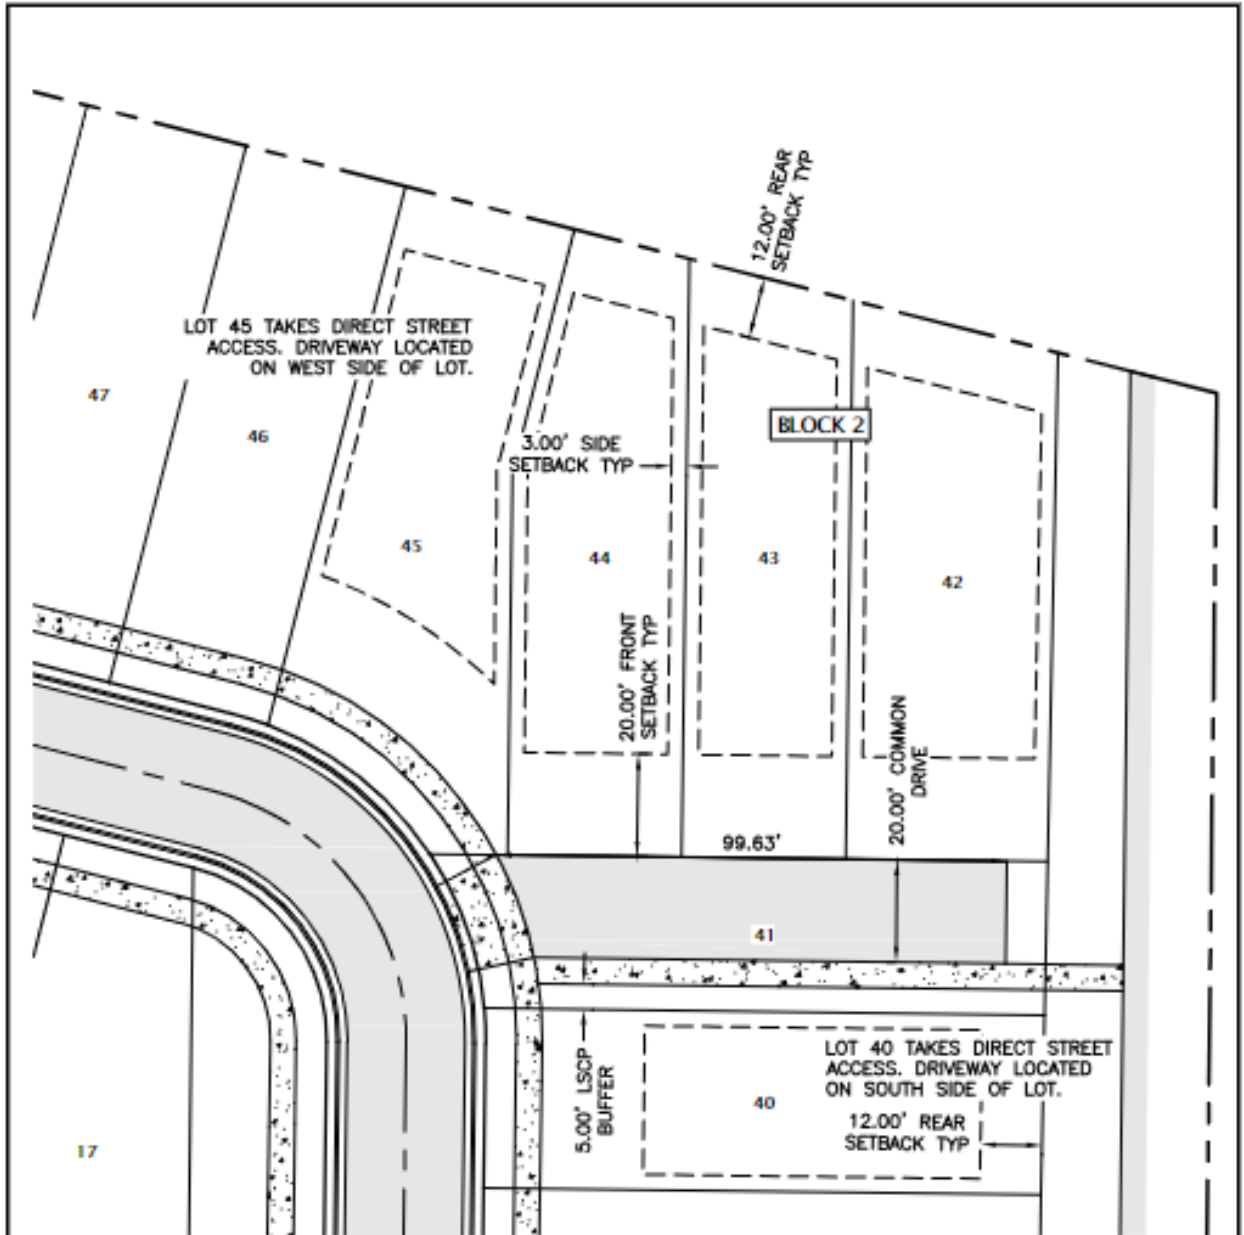 12.00' REAR
SETBACK TYP
LOT 45 TAKES DIRECT STREET
ACCESS. DRIVEWAY LOCATED
ON WEST SIDE OF LOT.
47
46
BLOCK 2
3.00' SIDE
SETBACK TYP
45
44
43
42
20.00' FRONT
SETBACK TYP
20.00' COMMON
DRIVE
99.63'
41
LOT 40 TAKES DIRECT STREET
ACCESS. DRIVEWAY LOCATED
ON SOUTH SIDE OF LOT.
5.00' LSCP
BUFFER
40
12.00' REAR
SETBACK TYP
17